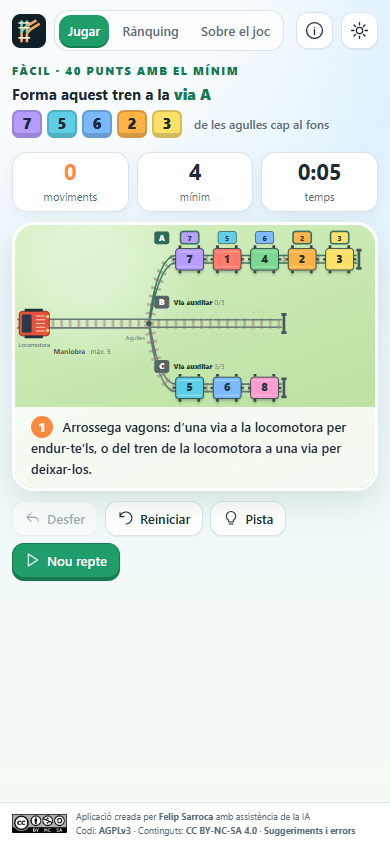 Jugar Rànquing Sobre el joc
FÀCIL · 40 PUNTS AMB EL MÍNIM
Forma aquest tren a la via A
7 5 6 2 3 de les agulles cap al fons
0 4 0:05
moviments mínim temps
A 7 5 6 2 3
7 1 4 2 3
B Via auxiliar 0/3
Locomotora Agulles
Maniobra · màx. 3
C Via auxiliar 3/3
5 6 8
1 Arrossega vagons: d’una via a la locomotora per
endur-te’ls, o del tren de la locomotora a una via per
deixar-los.
Desfer Reiniciar Pista
Nou repte
CC BY NC SA
Aplicació creada per Felip Sarroca amb assistència de la IA
Codi: AGPLv3 · Continguts: CC BY-NC-SA 4.0 · Suggeriments i errors